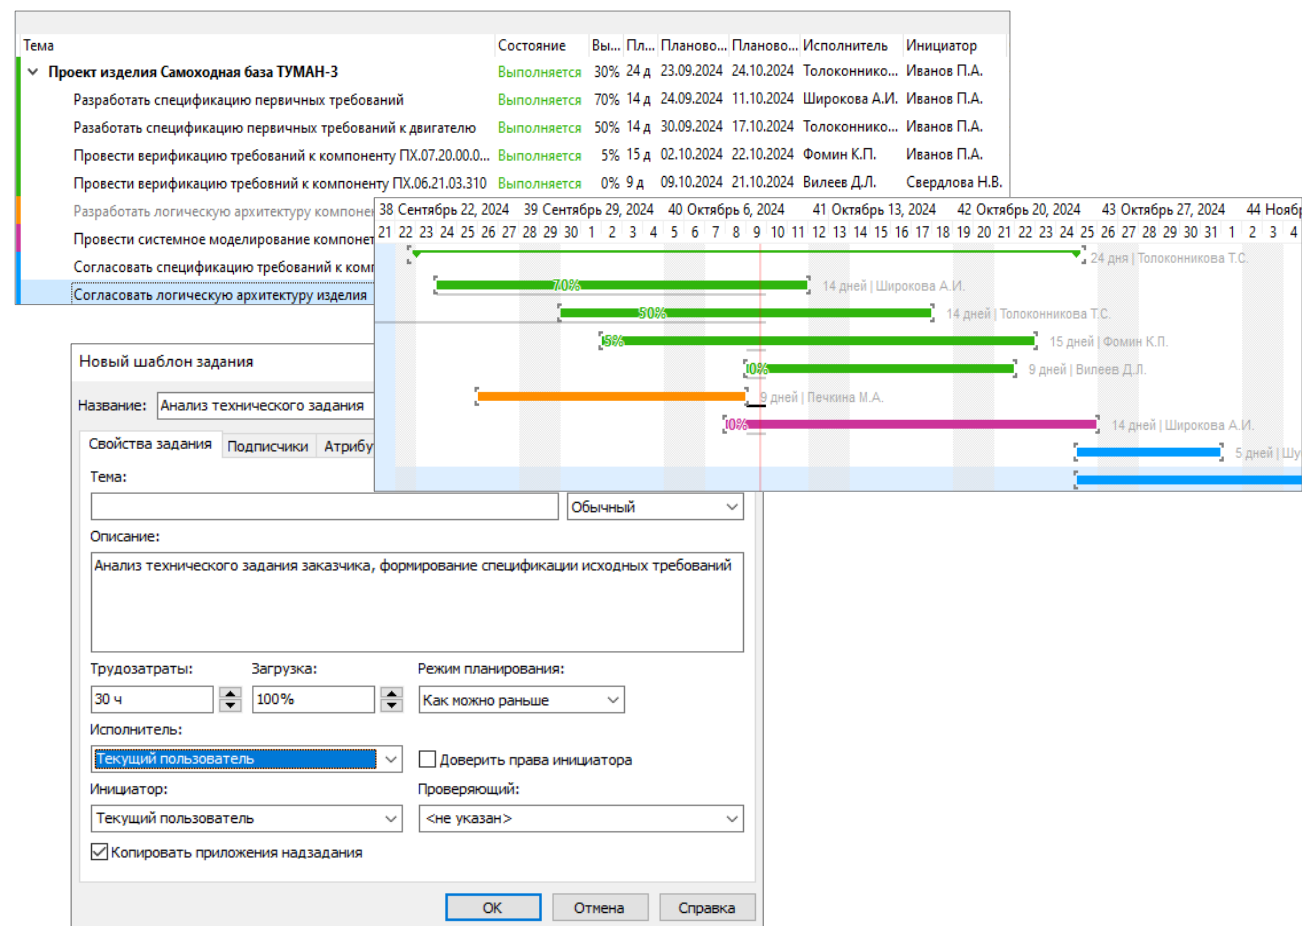 Тема Состояние Вы... Пл... Планово... Планово... Исполнитель Инициатор
Проект изделия Самоходная база ТУМАН-3 Выполняется 30% 24 д 23.09.2024 24.10.2024 Толоконнико... Иванов П.А.
Разработать спецификацию первичных требований Выполняется 70% 14 д 24.09.2024 11.10.2024 Широкова А.И. Иванов П.А.
Разаботать спецификацию первичных требований к двигателю Выполняется 50% 14 д 30.09.2024 17.10.2024 Толоконнико... Иванов П.А.
Провести верификацию требований к компоненту ПХ.07.20.00.0... Выполняется 5% 15 д 02.10.2024 22.10.2024 Фомин К.П. Иванов П.А.
Провести верификацию требовний к компоненту ПХ.06.21.03.310 Выполняется 0% 9 д 09.10.2024 21.10.2024 Вилеев Д.Л. Свердлова Н.В.
Разработать логическую архитектуру компоне
Провести системное моделирование компонет
Согласовать спецификацию требований к комп
Согласовать логическую архитектуру изделия
38 Сентябрь 22, 2024 39 Сентябрь 29, 2024 40 Октябрь 6, 2024 41 Октябрь 13, 2024 42 Октябрь 20, 2024 43 Октябрь 27, 2024 44 Ноябр
21 22 23 24 25 26 27 28 29 30 1 2 3 4 5 6 7 8 9 10 11 12 13 14 15 16 17 18 19 20 21 22 23 24 25 26 27 28 29 30 31 1 2 3 4
24 дня | Толоконникова Т.С.
70% 14 дней | Широкова А.И.
50% 14 дней | Толоконникова Т.С.
5% 15 дней | Фомин К.П.
0% 9 дней | Вилеев Д.Л.
9 дней | Печкина М.А.
0% 14 дней | Широкова А.И.
5 дней | Шу
Новый шаблон задания
Название: Анализ технического задания
Свойства задания Подписчики Атрибу
Тема:
Обычный
Описание:
Анализ технического задания заказчика, формирование спецификации исходных требований
Трудозатраты: Загрузка: Режим планирования:
30 ч 100% Как можно раньше
Исполнитель:
Текущий пользователь Доверить права инициатора
Инициатор: Проверяющий:
Текущий пользователь <не указан>
Копировать приложения надзадания
ОК Отмена Справка